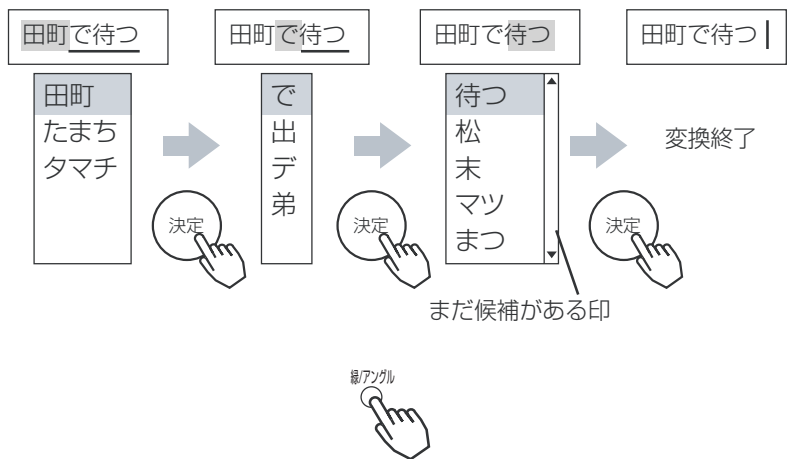 田町で待つ
田町で待つ
田町で待つ
田町で待つ
田町
たまち
タマチ
で
出
デ
弟
待つ
松
末
マツ
まつ
変換終了
決定
決定
決定
まだ候補がある印
緑/アングル